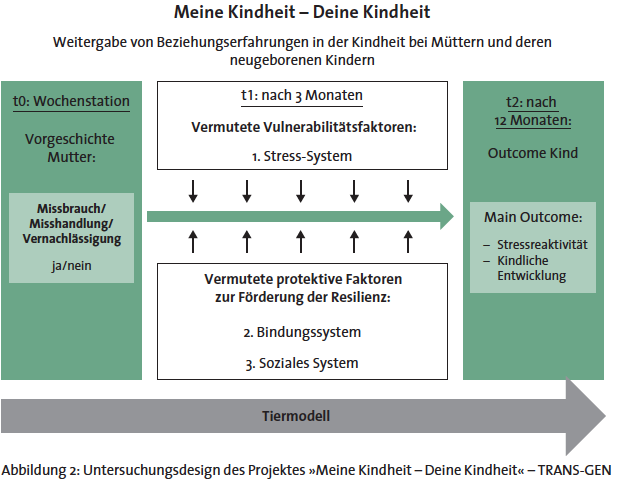 Meine Kindheit – Deine Kindheit
Weitergabe von Beziehungserfahrungen in der Kindheit bei Müttern und deren
neugeborenen Kindern
t0: Wochenstation
Vorgeschichte
Mutter:
Missbrauch/
Misshandlung/
Vernachlässigung
ja/nein
t1: nach 3 Monaten
Vermutete Vulnerabilitätsfaktoren:
1. Stress-System
Vermutete protektive Faktoren
zur Förderung der Resilienz:
2. Bindungssystem
3. Soziales System
t2: nach
12 Monaten:
Outcome Kind
Main Outcome:
– Stressreaktivität
– Kindliche
Entwicklung
Tiermodell
Abbildung 2: Untersuchungsdesign des Projektes »Meine Kindheit – Deine Kindheit« – TRANS-GEN